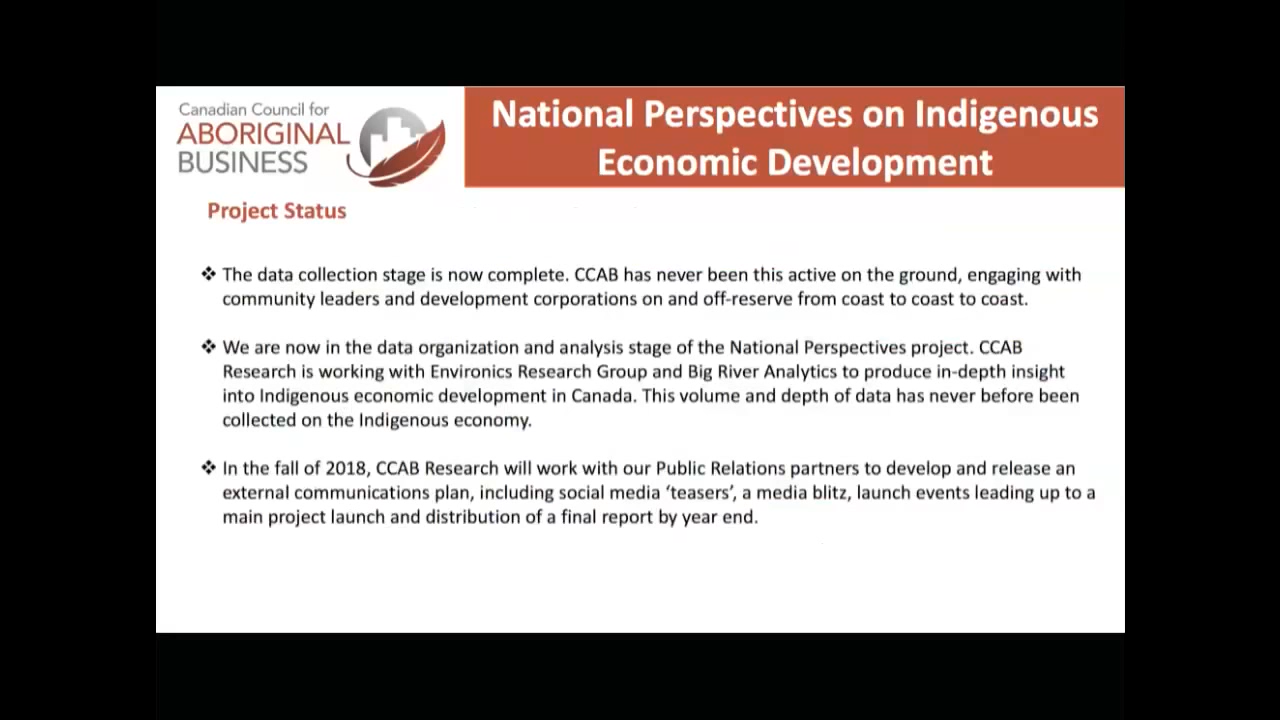 Canadian Council for
ABORIGINAL
BUSINESS
National Perspectives on Indigenous
Economic Development
Project Status
❖ The data collection stage is now complete. CCAB has never been this active on the ground, engaging with
community leaders and development corporations on and off-reserve from coast to coast to coast.
❖ We are now in the data organization and analysis stage of the National Perspectives project. CCAB
Research is working with Environics Research Group and Big River Analytics to produce in-depth insight
into Indigenous economic development in Canada. This volume and depth of data has never before been
collected on the Indigenous economy.
❖ In the fall of 2018, CCAB Research will work with our Public Relations partners to develop and release an
external communications plan, including social media ‘teasers’, a media blitz, launch events leading up to a
main project launch and distribution of a final report by year end.